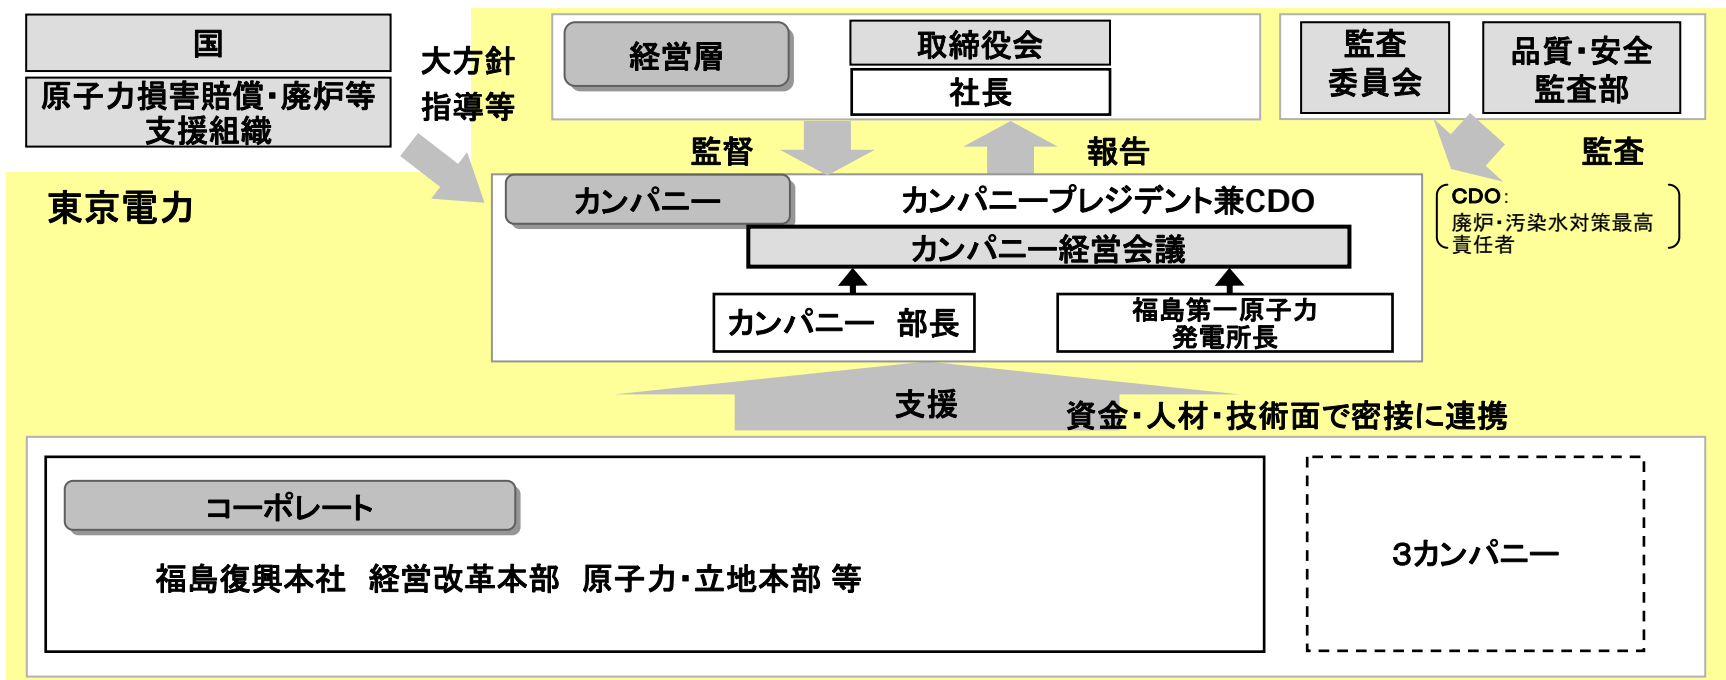 国
原子力損害賠償・廃炉等
支援組織
大方針
指導等
経営層
取締役会
社長
監査
委員会
品質・安全
監査部
監督
報告
監査
東京電力
カンパニー
カンパニープレジデント兼CDO
カンパニー経営会議
カンパニー　部長
福島第一原子力
発電所長
CDO：
廃炉・汚染水対策最高
責任者
支援
資金・人材・技術面で密接に連携
コーポレート
福島復興本社　経営改革本部　原子力・立地本部 等
３カンパニー